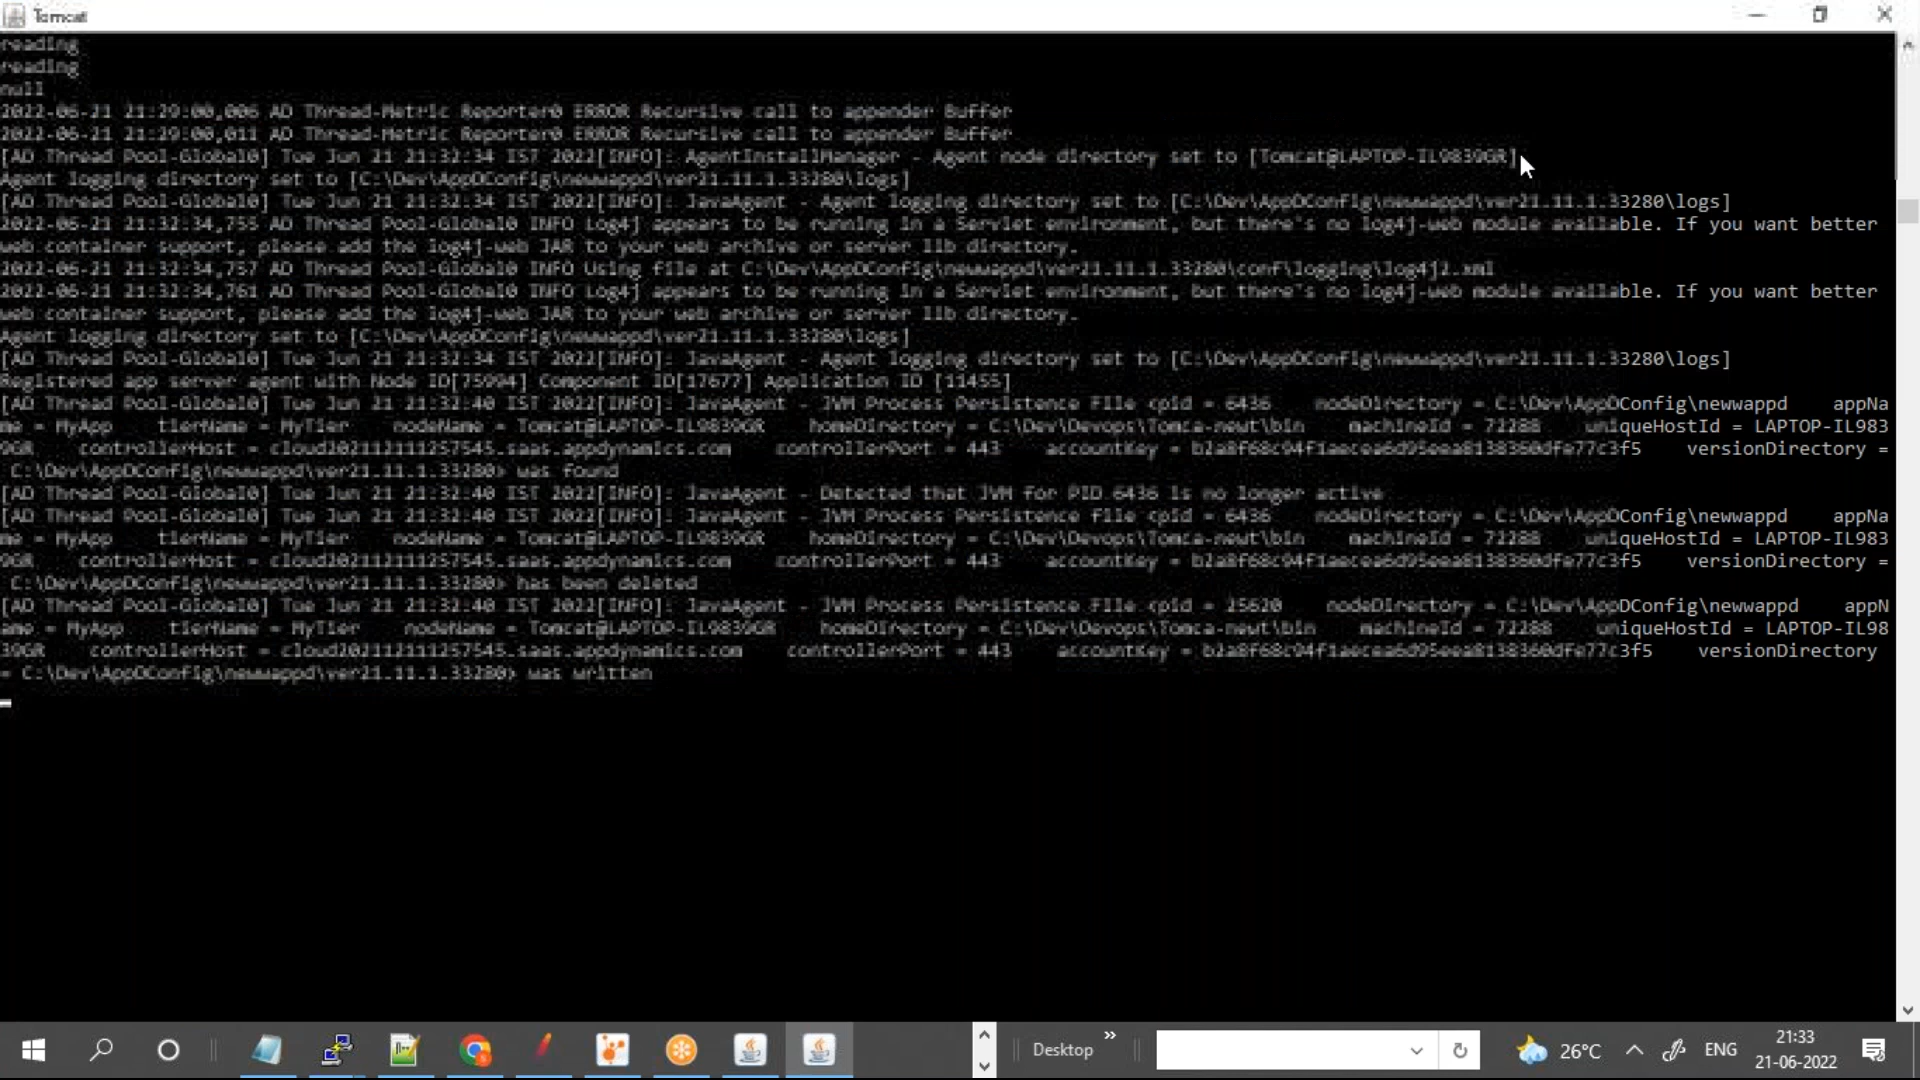 Tomcat
reading
reading
null
2022-06-21 21:29:00,006 AD Thread-Metric Reporter0 ERROR Recursive call to appender Buffer
2022-06-21 21:29:00,011 AD Thread-Metric Reporter0 ERROR Recursive call to appender Buffer
[AD Thread Pool-Global0] Tue Jun 21 21:32:34 IST 2022[INFO]: AgentInstallManager - Agent node directory set to [Tomcat@LAPTOP-IL9839GR]
Agent logging directory set to [C:\Dev\AppDConfig\newwappd\ver21.11.1.33280\logs]
[AD Thread Pool-Global0] Tue Jun 21 21:32:34 IST 2022[INFO]: JavaAgent - Agent logging directory set to [C:\Dev\AppDConfig\newwappd\ver21.11.1.33280\logs]
2022-06-21 21:32:34,755 AD Thread Pool-Global0 INFO Log4j appears to be running in a Servlet environment, but there's no log4j-web module available. If you want better
web container support, please add the log4j-web JAR to your web archive or server lib directory.
2022-06-21 21:32:34,757 AD Thread Pool-Global0 INFO Using file at C:\Dev\AppDConfig\newwappd\ver21.11.1.33280\conf\logging\log4j2.xml
2022-06-21 21:32:34,761 AD Thread Pool-Global0 INFO Log4j appears to be running in a Servlet environment, but there's no log4j-web module available. If you want better
web container support, please add the log4j-web JAR to your web archive or server lib directory.
Agent logging directory set to [C:\Dev\AppDConfig\newwappd\ver21.11.1.33280\logs]
[AD Thread Pool-Global0] Tue Jun 21 21:32:34 IST 2022[INFO]: JavaAgent - Agent logging directory set to [C:\Dev\AppDConfig\newwappd\ver21.11.1.33280\logs]
Registered app server agent with Node ID[75994] Component ID[17677] Application ID [11455]
[AD Thread Pool-Global0] Tue Jun 21 21:32:40 IST 2022[INFO]: JavaAgent - JVM Process Persistence File <pid = 6436 nodeDirectory = C:\Dev\AppDConfig\newwappd appNa
me = MyApp tierName = MyTier nodeName = Tomcat@LAPTOP-IL9839GR homeDirectory = C:\Dev\Devops\Tomca-newt\bin machineId = 72288 uniqueHostId = LAPTOP-IL983
9GR controllerHost = cloud202112111257545.saas.appdynamics.com controllerPort = 443 accountKey = versionDirectory =
C:\Dev\AppDConfig\newwappd\ver21.11.1.33280> was found
[AD Thread Pool-Global0] Tue Jun 21 21:32:40 IST 2022[INFO]: JavaAgent - Detected that JVM for PID 6436 is no longer active
[AD Thread Pool-Global0] Tue Jun 21 21:32:40 IST 2022[INFO]: JavaAgent - JVM Process Persistence File <pid = 6436 nodeDirectory = C:\Dev\AppDConfig\newwappd appNa
me = MyApp tierName = MyTier nodeName = Tomcat@LAPTOP-IL9839GR homeDirectory = C:\Dev\Devops\Tomca-newt\bin machineId = 72288 uniqueHostId = LAPTOP-IL983
9GR controllerHost = cloud202112111257545.saas.appdynamics.com controllerPort = 443 accountKey = versionDirectory =
C:\Dev\AppDConfig\newwappd\ver21.11.1.33280> has been deleted
[AD Thread Pool-Global0] Tue Jun 21 21:32:40 IST 2022[INFO]: JavaAgent - JVM Process Persistence File <pid = 25620 nodeDirectory = C:\Dev\AppDConfig\newwappd appN
ame = MyApp tierName = MyTier nodeName = Tomcat@LAPTOP-IL9839GR homeDirectory = C:\Dev\Devops\Tomca-newt\bin machineId = 72288 uniqueHostId = LAPTOP-IL98
39GR controllerHost = cloud202112111257545.saas.appdynamics.com controllerPort = 443 accountKey = versionDirectory
= C:\Dev\AppDConfig\newwappd\ver21.11.1.33280> was written
Desktop
26°C
ENG
21:33
21-06-2022